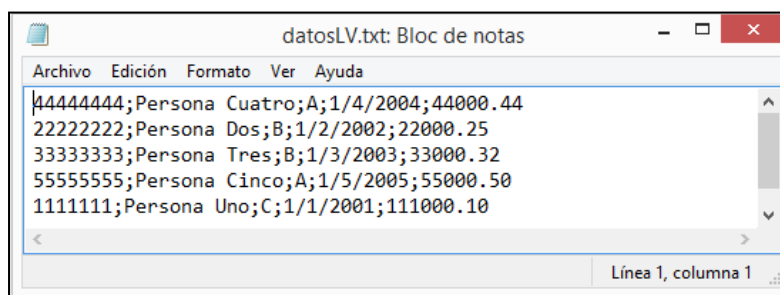 datosLV.txt: Bloc de notas
Archivo Edición Formato Ver Ayuda
44444444;Persona Cuatro;A;1/4/2004;44000.44
22222222;Persona Dos;B;1/2/2002;22000.25
33333333;Persona Tres;B;1/3/2003;33000.32
55555555;Persona Cinco;A;1/5/2005;55000.50
1111111;Persona Uno;C;1/1/2001;111000.10
Línea 1, columna 1